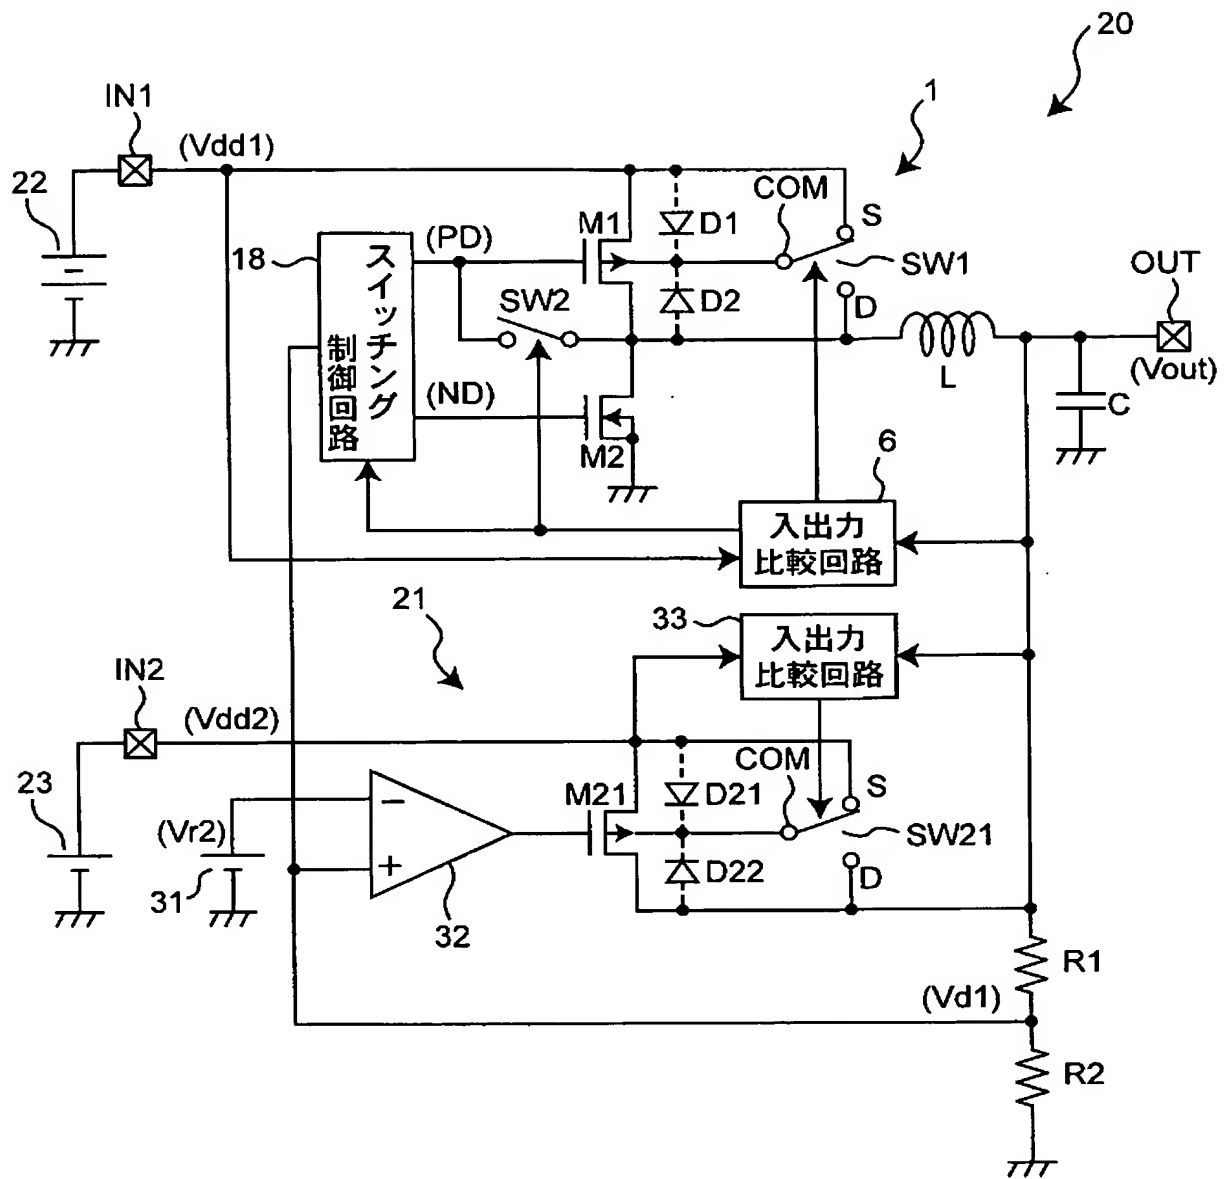 20
IN1
(Vdd1)
1
22
COM
S
M1
D1
18
(PD)
SW1
OUT
スイッチング
制御回路
SW2
D2
D
L
(Vout)
C
(ND)
M2
6
入出力
比較回路
21
33
入出力
比較回路
IN2
(Vdd2)
COM
S
23
M21
D21
(Vr2)
−
SW21
+
D22
D
31
32
R1
(Vd1)
R2